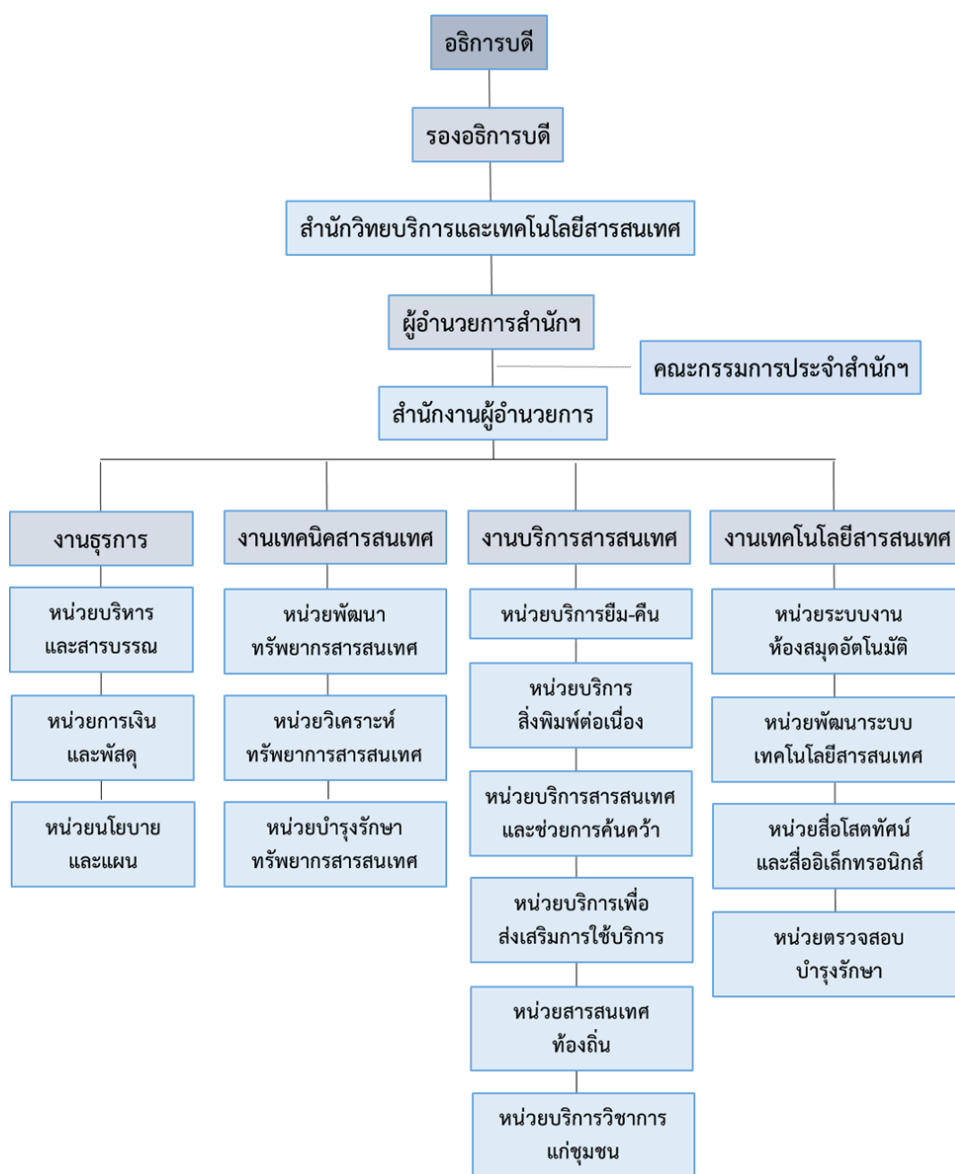 อธิการบดี
รองอธิการบดี
สำนักวิทยบริการและเทคโนโลยีสารสนเทศ
ผู้อำนวยการสำนักฯ
คณะกรรมการประจำสำนักฯ
สำนักงานผู้อำนวยการ
งานธุรการ
หน่วยบริหาร
และสารบรรณ
หน่วยการเงิน
และพัสดุ
หน่วยนโยบาย
และแผน
งานเทคนิคสารสนเทศ
หน่วยพัฒนา
ทรัพยากรสารสนเทศ
หน่วยวิเคราะห์
ทรัพยาการสารสนเทศ
หน่วยบำรุงรักษา
ทรัพยากรสารสนเทศ
งานบริการสารสนเทศ
หน่วยบริการยืม-คืน
หน่วยบริการ
สิ่งพิมพ์ต่อเนื่อง
หน่วยบริการสารสนเทศ
และช่วยการค้นคว้า
หน่วยบริการเพื่อ
ส่งเสริมการใช้บริการ
หน่วยสารสนเทศ
ท้องถิ่น
หน่วยบริการวิชาการ
แก่ชุมชน
งานเทคโนโลยีสารสนเทศ
หน่วยระบบงาน
ห้องสมุดอัตโนมัติ
หน่วยพัฒนาระบบ
เทคโนโลยีสารสนเทศ
หน่วยสื่อโสตทัศน์
และสื่ออิเล็กทรอนิกส์
หน่วยตรวจสอบ
บำรุงรักษา